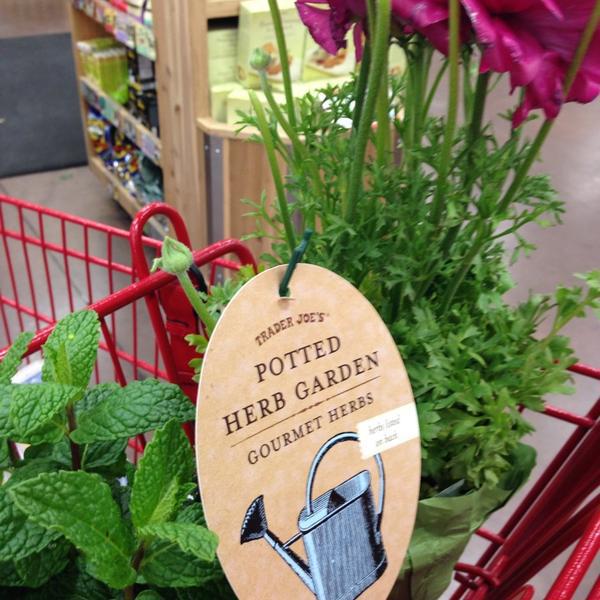 TRADER JOE'S
POTTED
HERB GARDEN
GOURMET HERBS
herbs listed
on back